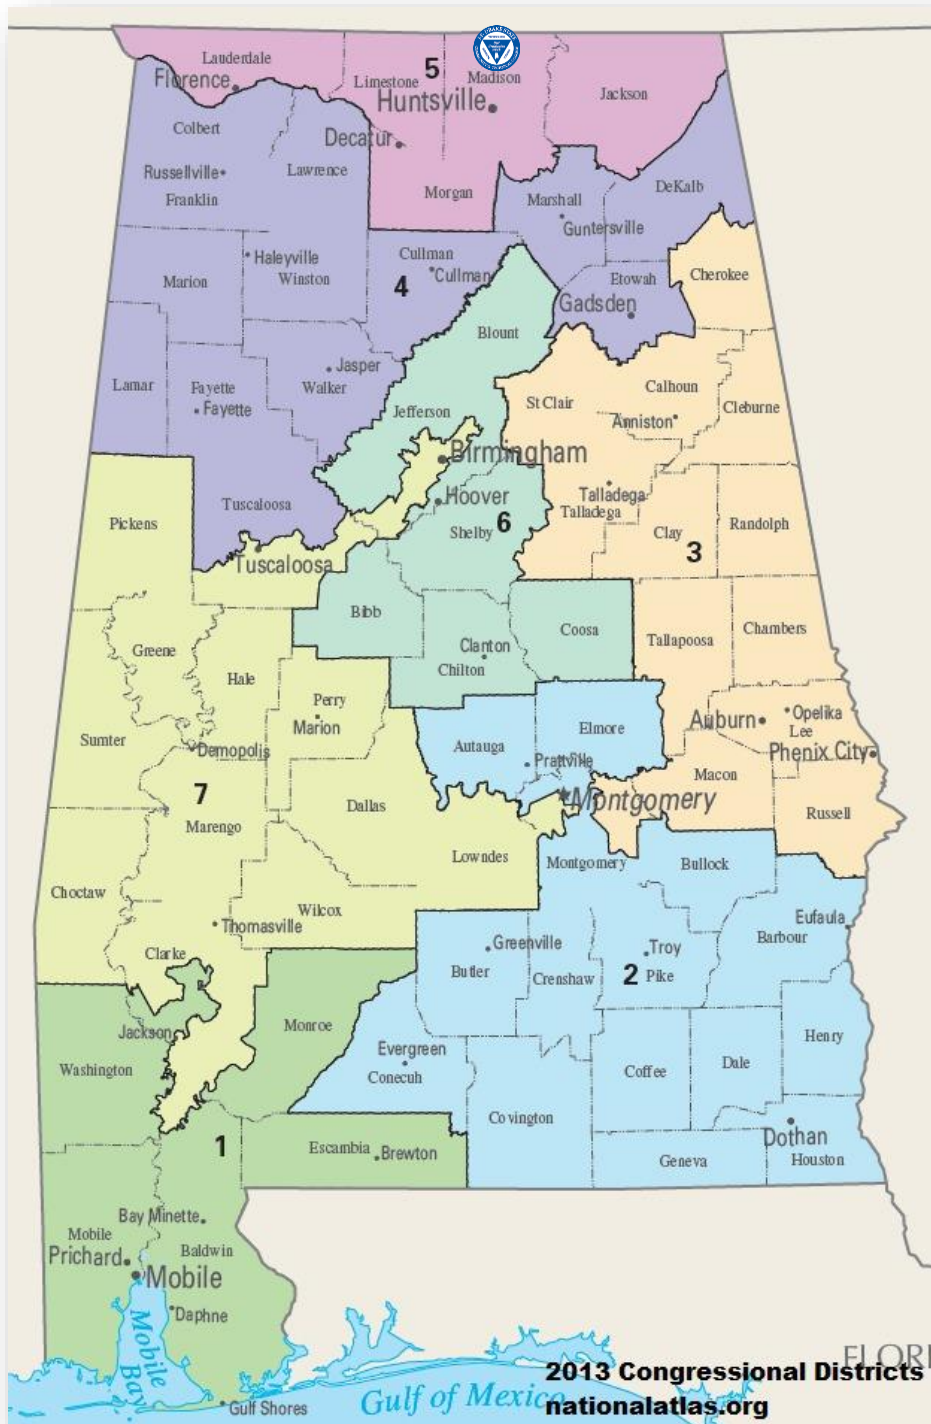 Lauderdale
Florence
Limestone
5
Madison
Huntsville
Jackson
Colbert
Decatur
Lawrence
Russellville
Franklin
Morgan
Marshall
DeKalb
Guntersville
Haleyville
Marion
Winston
Cullman
Cullman
4
Etowah
Gadsden
Cherokee
Blount
Jasper
Lamar
Fayette
Fayette
Walker
Jefferson
St Clair
Calhoun
Anniston
Cleburne
Birmingham
Talladega
Talladega
Hoover
6
Shelby
Pickens
Tuscaloosa
Tuscaloosa
Clay
3
Randolph
Bibb
Clanton
Chilton
Coosa
Tallapoosa
Chambers
Greene
Hale
Perry
Marion
Sumter
Demopolis
Autauga
Elmore
Prattville
Auburn
Opelika
Lee
Phenix City
7
Marengo
Dallas
Montgomery
Macon
Russell
Lowndes
Montgomery
Bullock
Choctaw
Wilcox
Thomasville
Clarke
Greenville
Butler
Crenshaw
Troy
2
Pike
Eufaula
Barbour
Jackson
Monroe
Washington
Evergreen
Conecuh
Coffee
Dale
Henry
Covington
1
Escambia
Brewton
Dothan
Geneva
Houston
Bay Minette
Mobile
Baldwin
Prichard
Mobile
Daphne
Mobile
Bay
Gulf Shores
Gulf of Mexico
FLORI
2013 Congressional Districts
nationalatlas.org